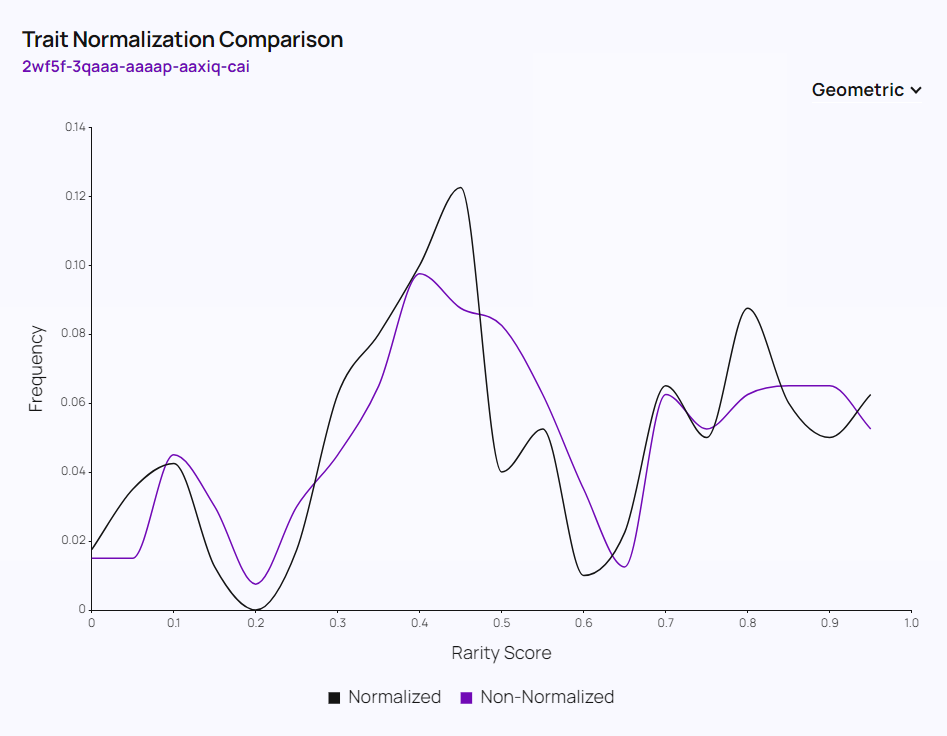 Trait Normalization Comparison
2wf5f-3qaaa-aaaap-aaxiq-cai
Geometric
0.14
0.12
0.10
0.08
0.06
0.04
0.02
0
Frequency
0 0.1 0.2 0.3 0.4 0.5 0.6 0.7 0.8 0.9 1.0
Rarity Score
Normalized Non-Normalized